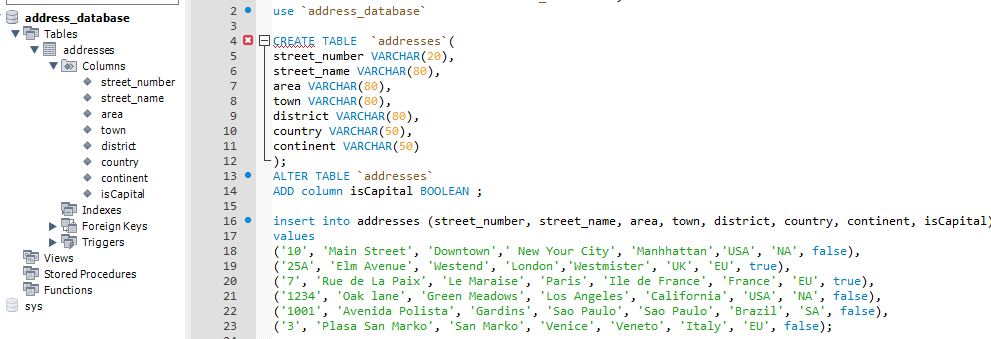 address_database
Tables
addresses
Columns
street_number
street_name
area
town
district
country
continent
isCapital
Indexes
Foreign Keys
Triggers
Views
Stored Procedures
Functions
sys
2 use `address_database`
3
4 CREATE TABLE  `addresses`(
5 street_number VARCHAR(20),
6 street_name VARCHAR(80),
7 area VARCHAR(80),
8 town VARCHAR(80),
9 district VARCHAR(80),
10 country VARCHAR(50),
11 continent VARCHAR(50)
12 );
13 ALTER TABLE `addresses`
14 ADD column isCapital BOOLEAN ;
15
16 insert into addresses (street_number, street_name, area, town, district, country, continent, isCapital)
17 values
18 ('10', 'Main Street', 'Downtown',' New Your City', 'Manhhattan','USA', 'NA', false),
19 ('25A', 'Elm Avenue', 'Westend', 'London','Westmister', 'UK', 'EU', true),
20 ('7', 'Rue de La Paix', 'Le Maraise', 'Paris', 'Ile de France', 'France', 'EU', true),
21 ('1234', 'Oak lane', 'Green Meadows', 'Los Angeles', 'California', 'USA', 'NA', false),
22 ('1001', 'Avenida Polista', 'Gardins', 'Sao Paulo', 'Sao Paulo', 'Brazil', 'SA', false),
23 ('3', 'Plasa San Marko', 'San Marko', 'Venice', 'Veneto', 'Italy', 'EU', false);